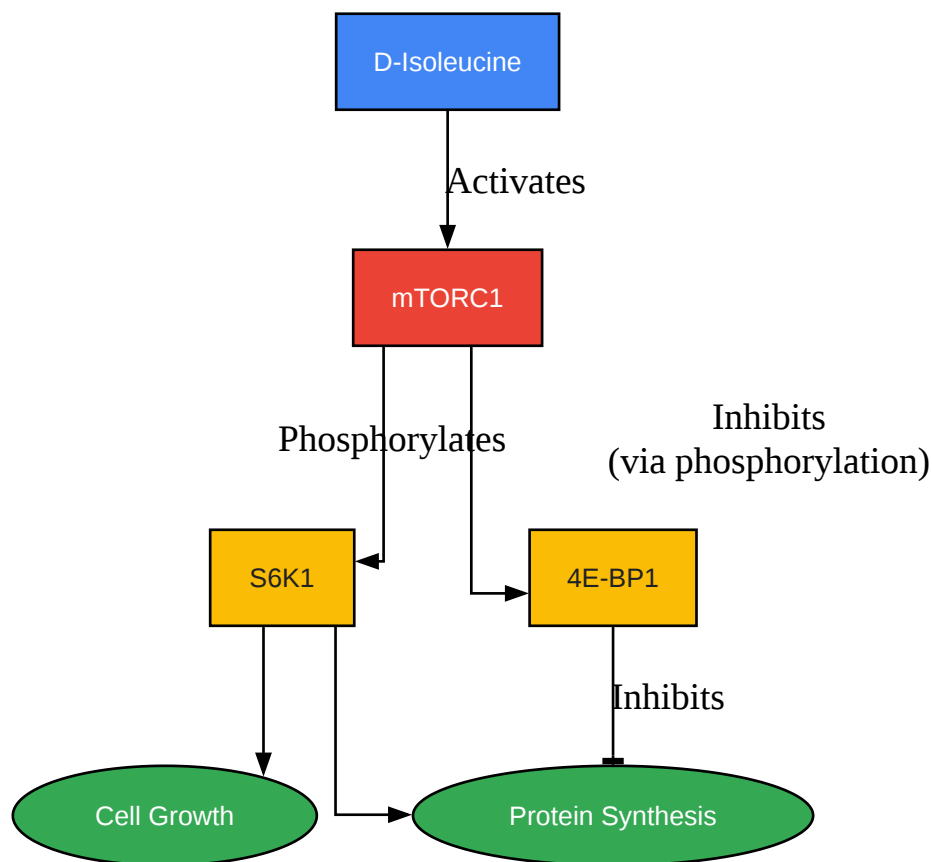 D-Isoleucine
Activates
mTORC1
Inhibits
(via phosphorylation)
Phosphorylates
S6K1
4E-BP1
Inhibits
Cell Growth
Protein Synthesis